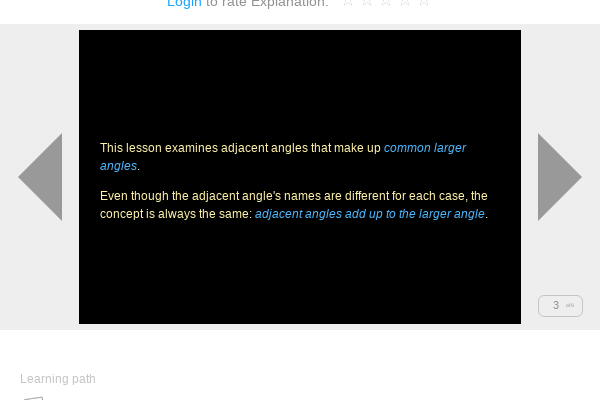 Login to rate Explanation:
This lesson examines adjacent angles that make up common larger
angles.
Even though the adjacent angle's names are different for each case, the
concept is always the same: adjacent angles add up to the larger angle.
3
Learning path